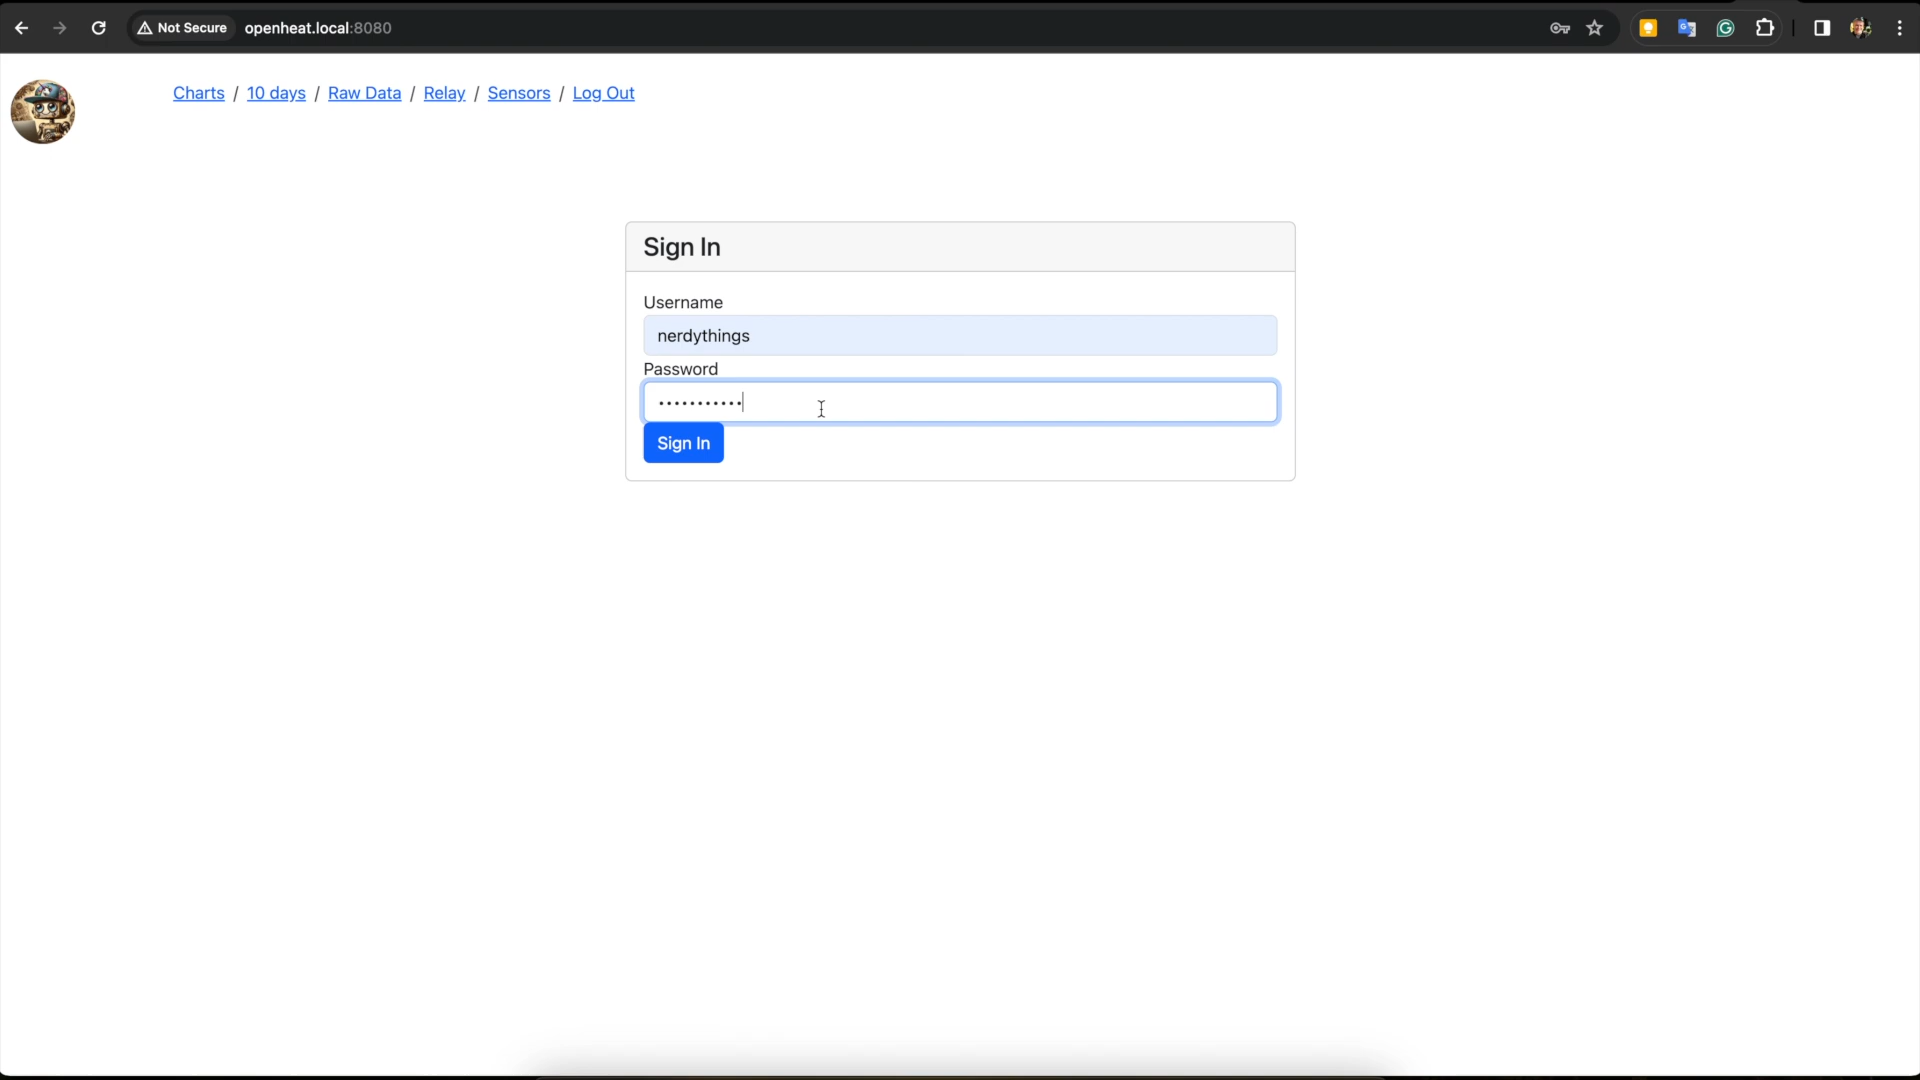 Not Secure openheat.local:8080
Charts / 10 days / Raw Data / Relay / Sensors / Log Out
Sign In
Username
nerdythings
Password
•••••••••••
Sign In